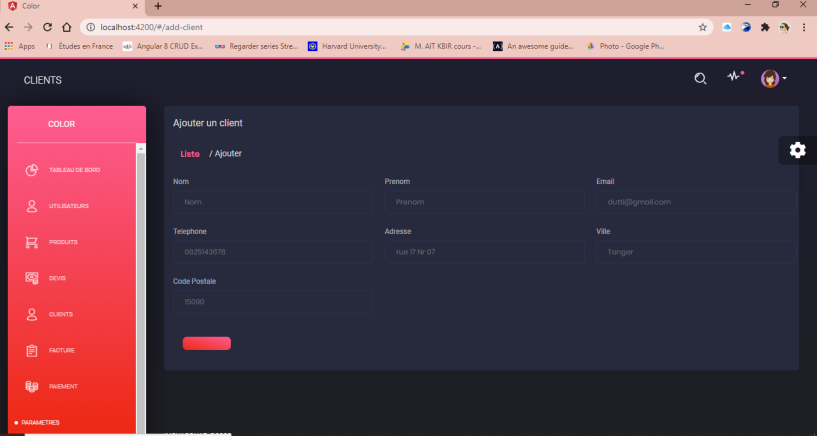 Color
localhost:4200/#/add-client
Apps
Études en France
Angular 8 CRUD Ex...
Regarder series Stre...
Harvard University...
M. AIT KBIR cours -...
An awesome guide...
Photo - Google Ph...
CLIENTS
COLOR
TABLEAU DE BORD
UTILISATEURS
PRODUITS
DEVIS
CLIENTS
FACTURE
PAIEMENT
PARAMETRES
Ajouter un client
Liste / Ajouter
Nom
Prenom
Email
Nom
Prenom
dutti@gmail.com
Telephone
Adresse
Ville
0625143678
rue 17 Nr 07
Tanger
Code Postale
15090